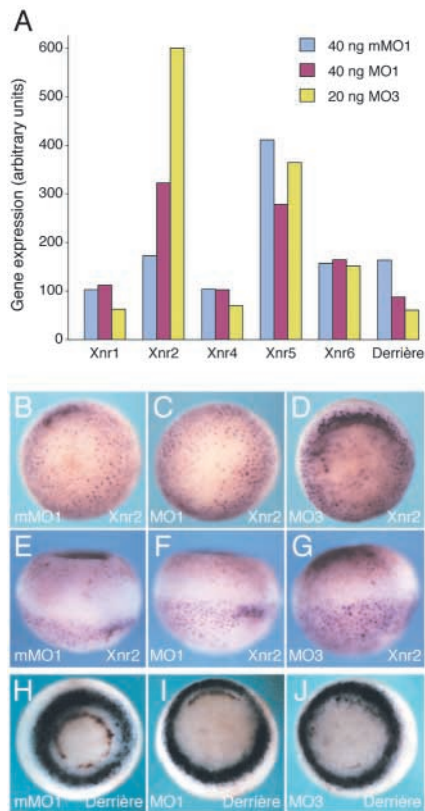 A
Gene expression (arbitrary units)
600
500
400
300
200
100
0
40 ng mMO1
40 ng MO1
20 ng MO3
Xnr1 Xnr2 Xnr4 Xnr5 Xnr6 Derrière
B C D
mMO1 Xnr2 MO1 Xnr2 MO3 Xnr2
E F G
mMO1 Xnr2 MO1 Xnr2 MO3 Xnr2
H I J
mMO1 Derrière MO1 Derrière MO3 Derrière